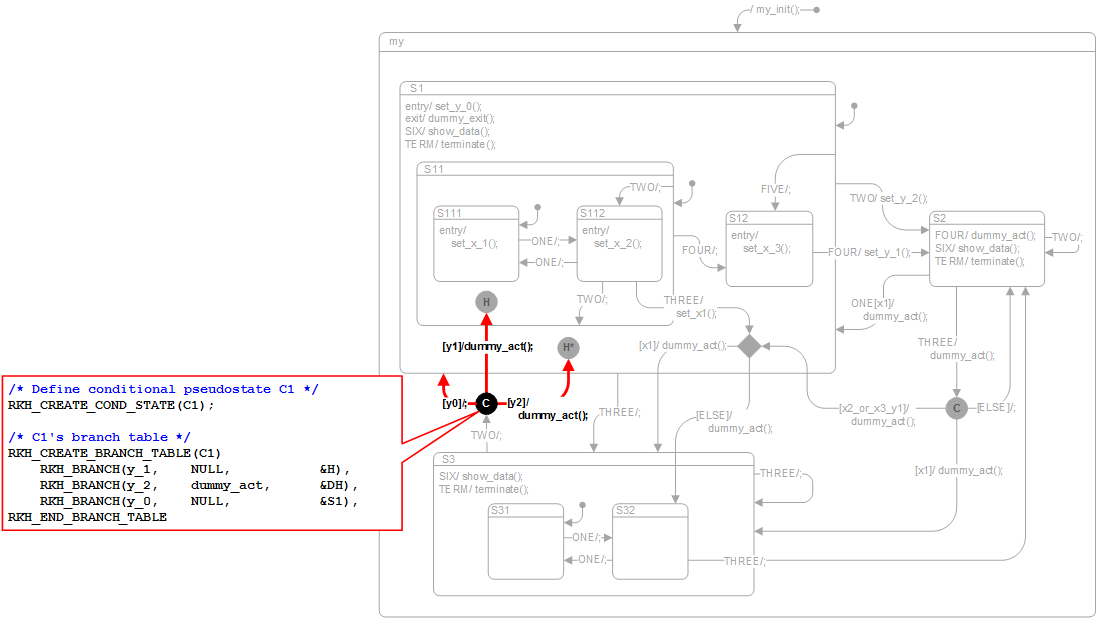 / my_init();
my
S1
entry/ set_y_0();
exit/ dummy_exit();
SIX/ show_data();
TERM/ terminate();
S11
TWO/;
S111
entry/
set_x_1();
ONE/;
ONE/;
S112
entry/
set_x_2();
FOUR/;
FIVE/;
S12
entry/
set_x_3();
TWO/ set_y_2();
FOUR/ set_y_1();
S2
FOUR/ dummy_act();
SIX/ show_data();
TERM/ terminate();
TWO/;
H
TWO/;
THREE/
set_x1();
ONE[x1]/
dummy_act();
[y1]/dummy_act();
H*
[x1]/ dummy_act();
THREE/
dummy_act();
[y0]/;
C
[y2]/
dummy_act();
THREE/;
[ELSE]/
dummy_act();
[x2_or_x3_y1]/
dummy_act();
C
[ELSE]/;
TWO/;
[x1]/ dummy_act();
/* Define conditional pseudostate C1 */
RKH_CREATE_COND_STATE(C1);
/* C1's branch table */
RKH_CREATE_BRANCH_TABLE(C1)
RKH_BRANCH(y_1, NULL, &H),
RKH_BRANCH(y_2, dummy_act, &DH),
RKH_BRANCH(y_0, NULL, &S1),
RKH_END_BRANCH_TABLE
S3
SIX/ show_data();
TERM/ terminate();
THREE/;
S31
ONE/;
ONE/;
S32
THREE/;